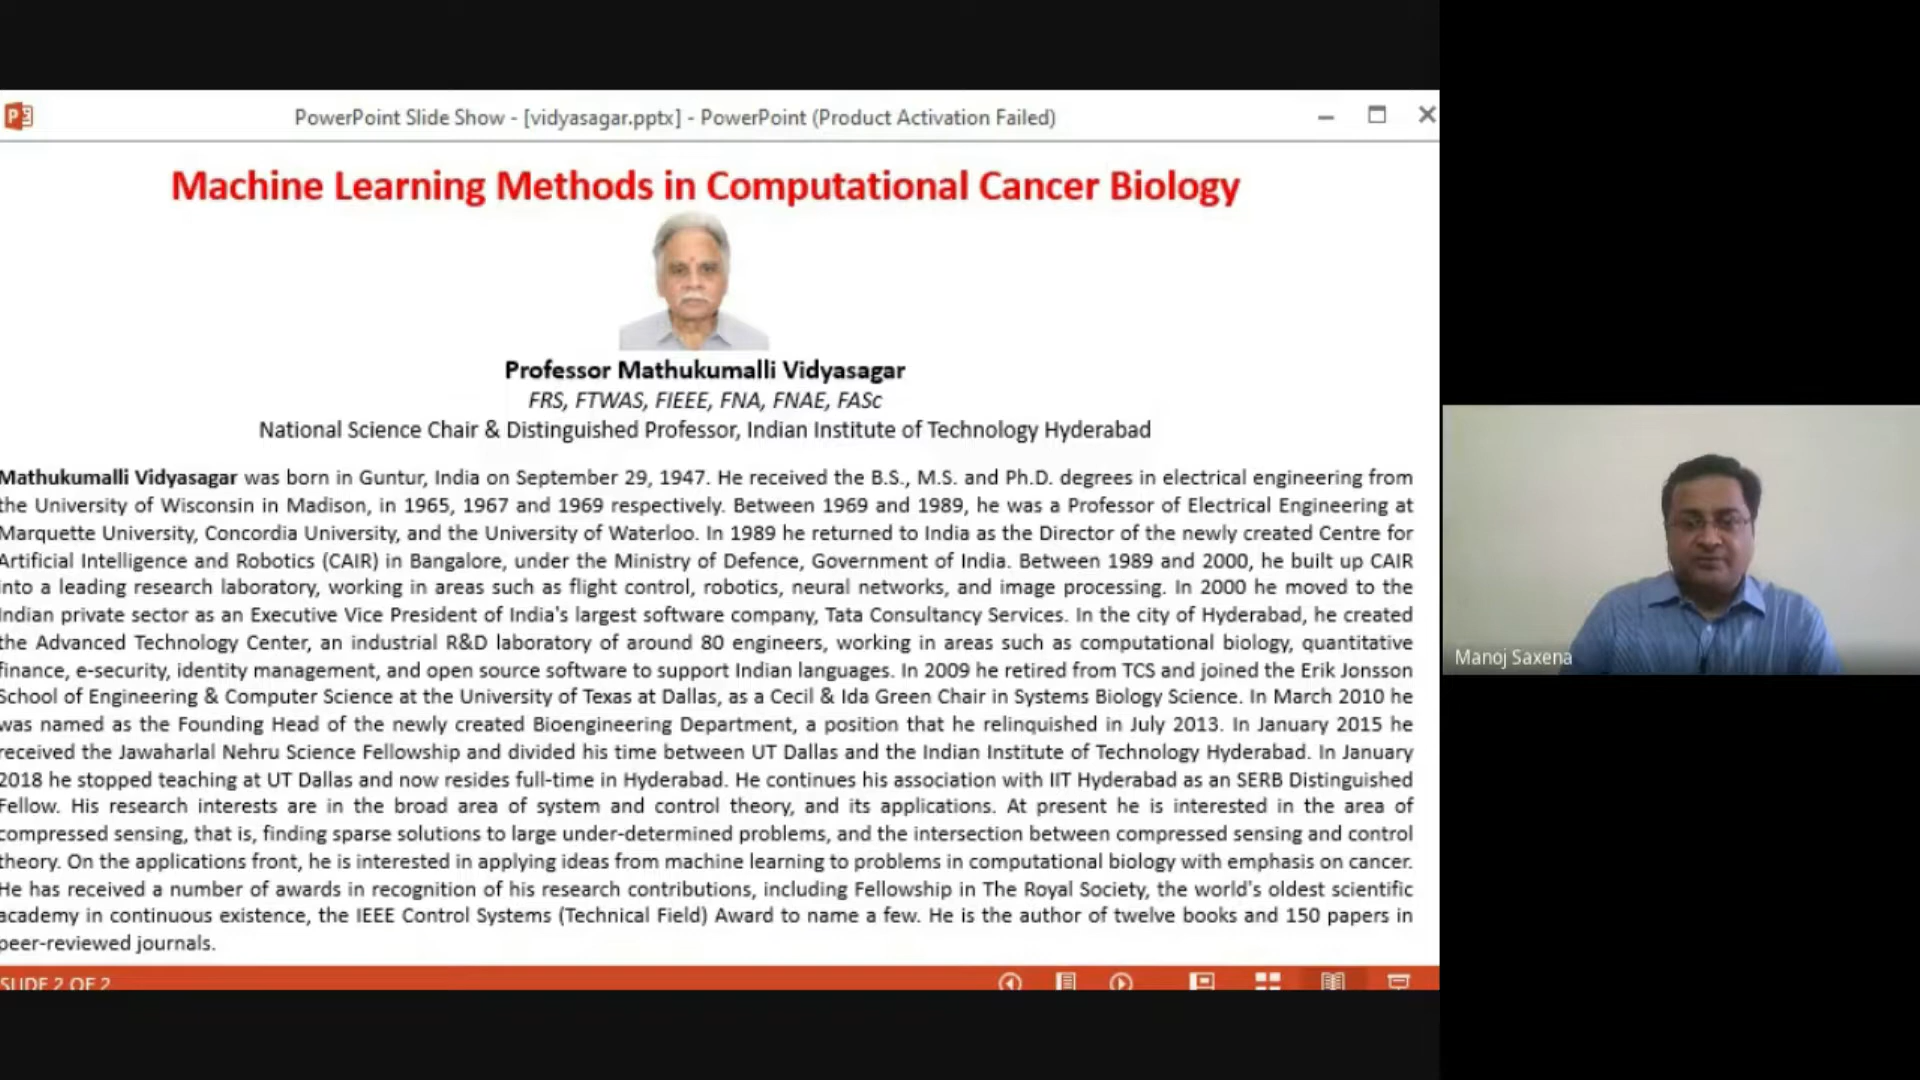 PowerPoint Slide Show - [vidyasagar.pptx] - PowerPoint (Product Activation Failed)
Machine Learning Methods in Computational Cancer Biology
Professor Mathukumalli Vidyasagar
FRS, FTWAS, FIEEE, FNA, FNAE, FASc
National Science Chair & Distinguished Professor, Indian Institute of Technology Hyderabad
Mathukumalli Vidyasagar was born in Guntur, India on September 29, 1947. He received the B.S., M.S. and Ph.D. degrees in electrical engineering from
the University of Wisconsin in Madison, in 1965, 1967 and 1969 respectively. Between 1969 and 1989, he was a Professor of Electrical Engineering at
Marquette University, Concordia University, and the University of Waterloo. In 1989 he returned to India as the Director of the newly created Centre for
Artificial Intelligence and Robotics (CAIR) in Bangalore, under the Ministry of Defence, Government of India. Between 1989 and 2000, he built up CAIR
into a leading research laboratory, working in areas such as flight control, robotics, neural networks, and image processing. In 2000 he moved to the
Indian private sector as an Executive Vice President of India's largest software company, Tata Consultancy Services. In the city of Hyderabad, he created
the Advanced Technology Center, an industrial R&D laboratory of around 80 engineers, working in areas such as computational biology, quantitative
finance, e-security, identity management, and open source software to support Indian languages. In 2009 he retired from TCS and joined the Erik Jonsson
School of Engineering & Computer Science at the University of Texas at Dallas, as a Cecil & Ida Green Chair in Systems Biology Science. In March 2010 he
was named as the Founding Head of the newly created Bioengineering Department, a position that he relinquished in July 2013. In January 2015 he
received the Jawaharlal Nehru Science Fellowship and divided his time between UT Dallas and the Indian Institute of Technology Hyderabad. In January
2018 he stopped teaching at UT Dallas and now resides full-time in Hyderabad. He continues his association with IIT Hyderabad as an SERB Distinguished
Fellow. His research interests are in the broad area of system and control theory, and its applications. At present he is interested in the area of
compressed sensing, that is, finding sparse solutions to large under-determined problems, and the intersection between compressed sensing and control
theory. On the applications front, he is interested in applying ideas from machine learning to problems in computational biology with emphasis on cancer.
He has received a number of awards in recognition of his research contributions, including Fellowship in The Royal Society, the world's oldest scientific
academy in continuous existence, the IEEE Control Systems (Technical Field) Award to name a few. He is the author of twelve books and 150 papers in
peer-reviewed journals.
SLIDE 2 OF 2
Manoj Saxena